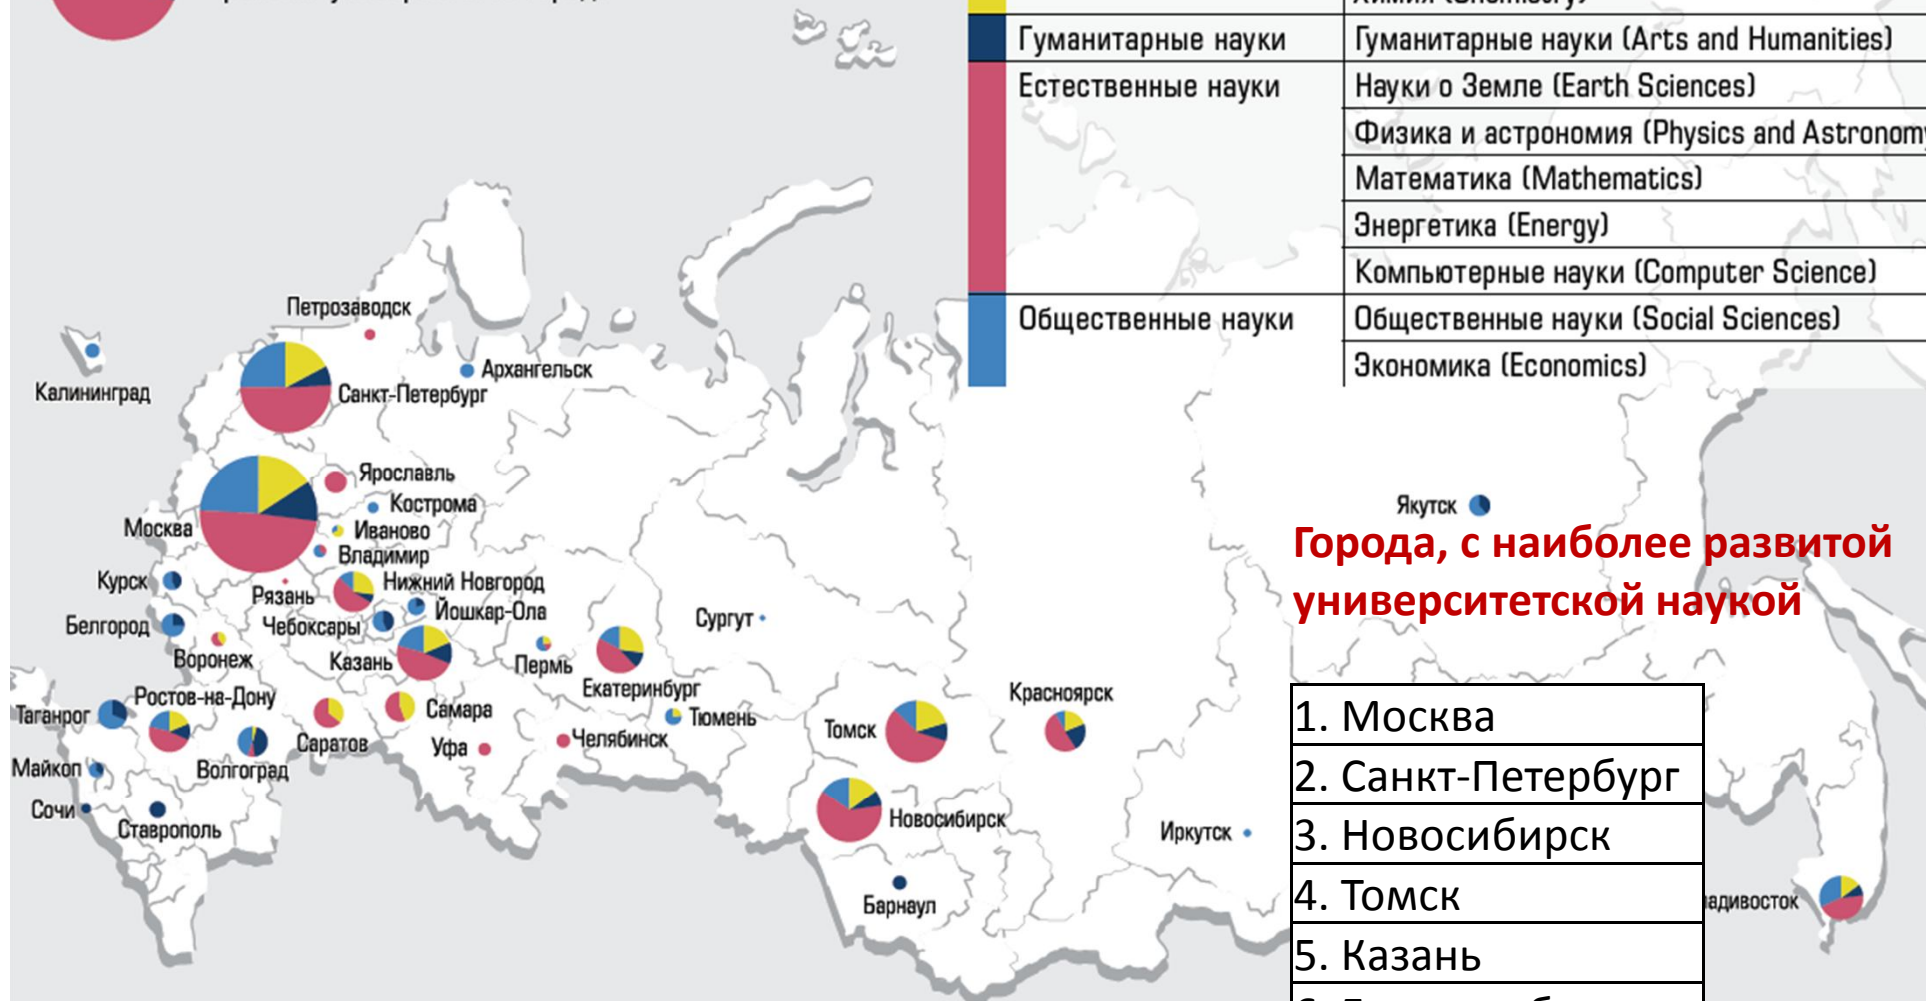 Химия (Chemistry)
Гуманитарные науки
Гуманитарные науки (Arts and Humanities)
Естественные науки
Науки о Земле (Earth Sciences)
Физика и астрономия (Physics and Astronomy
Математика (Mathematics)
Энергетика (Energy)
Компьютерные науки (Computer Science)
Общественные науки
Общественные науки (Social Sciences)
Экономика (Economics)
Петрозаводск
Калининград
Архангельск
Санкт-Петербург
Ярославль
Кострома
Москва
Иваново
Владимир
Курск
Рязань
Нижний Новгород
Йошкар-Ола
Белгород
Чебоксары
Воронеж
Казань
Пермь
Сургут
Екатеринбург
Ростов-на-Дону
Таганрог
Самара
Тюмень
Саратов
Уфа
Челябинск
Майкоп
Волгоград
Сочи
Ставрополь
Томск
Красноярск
Новосибирск
Барнаул
Иркутск
Якутск
адивосток
Города, с наиболее развитой
университетской наукой
1. Москва
2. Санкт-Петербург
3. Новосибирск
4. Томск
5. Казань